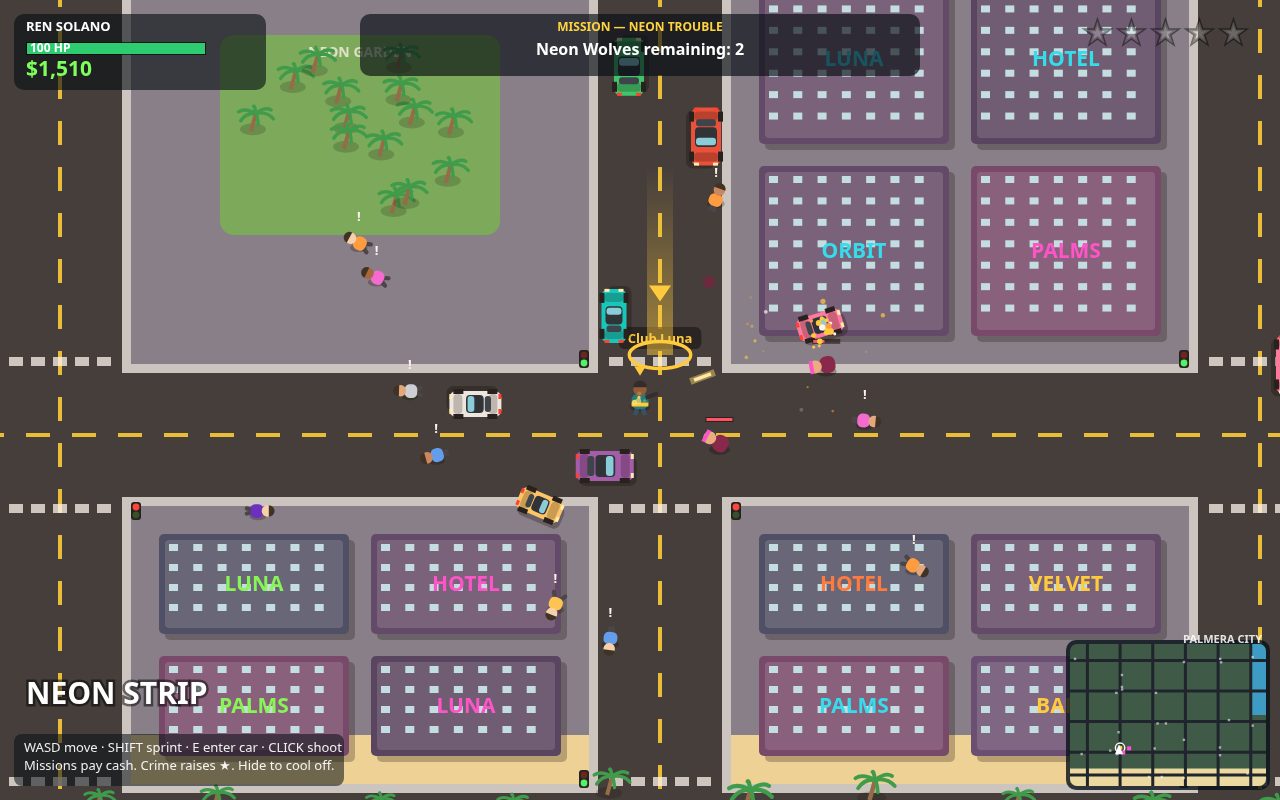 REN SOLANO
100 HP
$1,510
MISSION — NEON TROUBLE
Neon Wolves remaining: 2
LUNA
HOTEL
ORBIT
PALMS
Club Luna
LUNA
HOTEL
HOTEL
VELVET
PALMS
LUNA
PALMS
PALMERA CITY
NEON STRIP
WASD move · SHIFT sprint · E enter car · CLICK shoot
Missions pay cash. Crime raises ★. Hide to cool off.